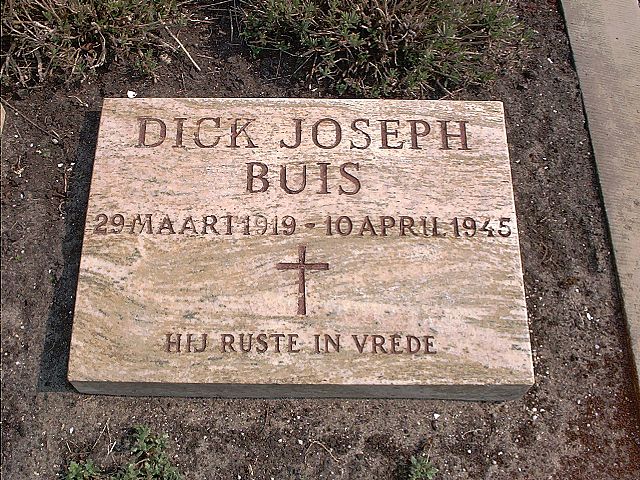 DICK JOSEPH
BUIS
29 MAART 1919 - 10 APRIL 1945
HIJ RUSTE IN VREDE